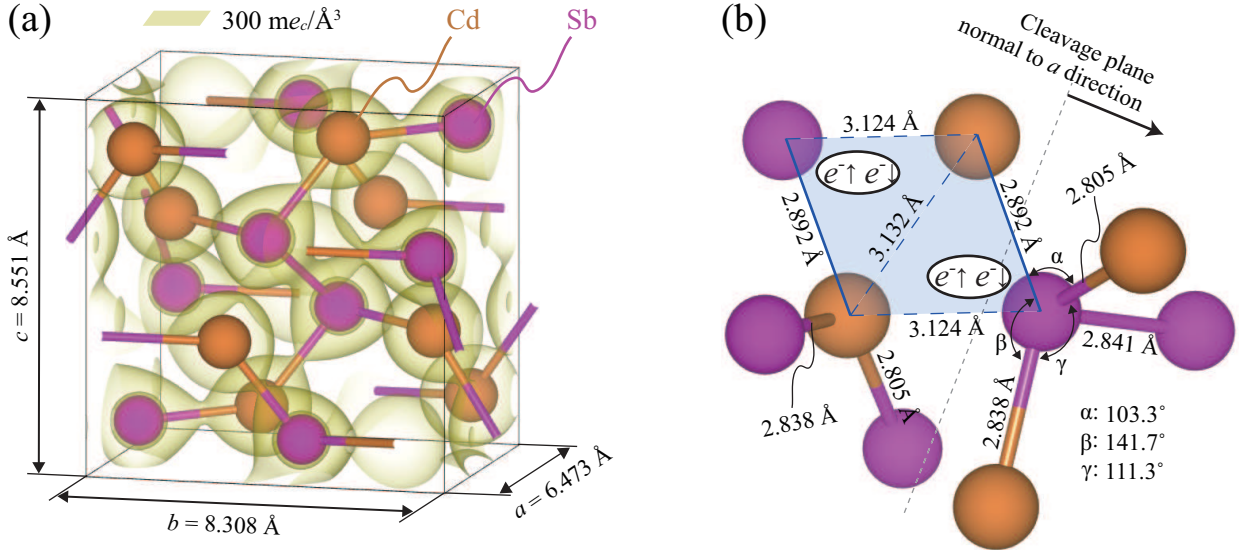 (a)
300 me_c/Å³
Cd
Sb
c = 8.551 Å
b = 8.308 Å
a = 6.473 Å
(b)
Cleavage plane
normal to a direction
3.124 Å
e⁻↑ e⁻↓
2.892 Å
3.132 Å
2.892 Å
2.805 Å
e⁻↑ e⁻↓
α
3.124 Å
β
γ
2.841 Å
2.838 Å
2.805 Å
2.838 Å
α: 103.3°
β: 141.7°
γ: 111.3°